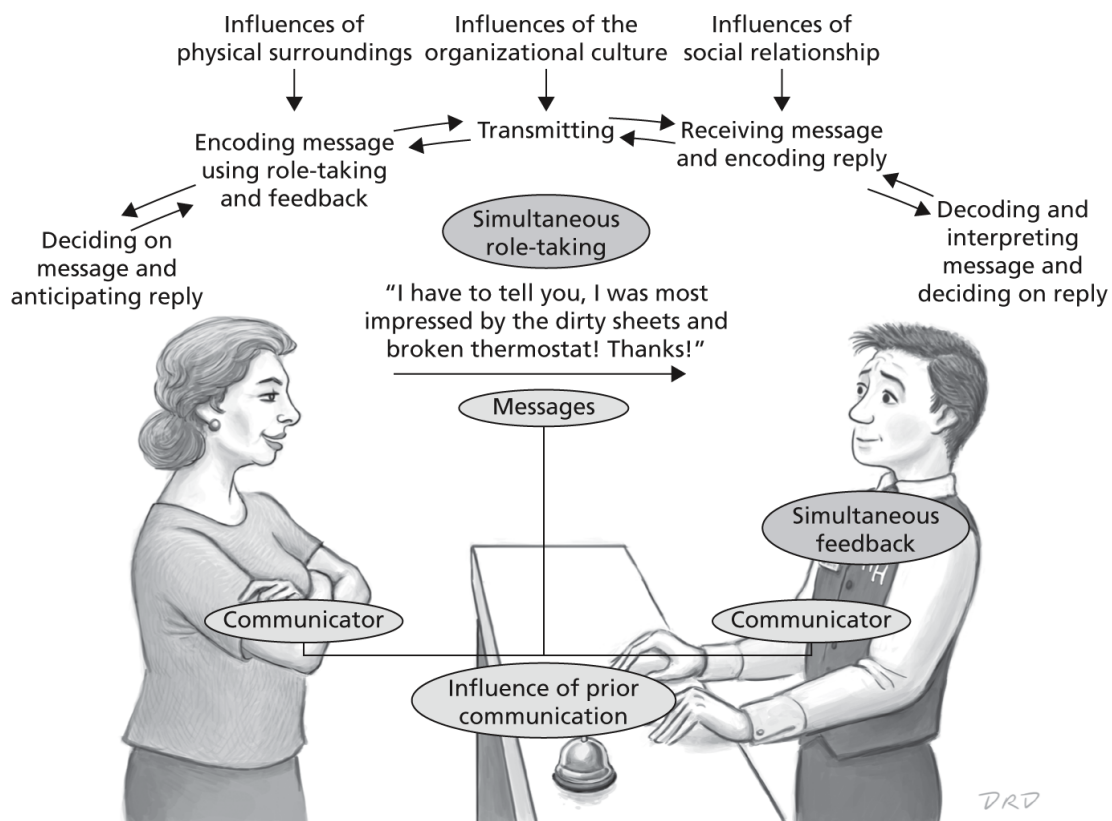 Influences of
physical surroundings
Influences of the
organizational culture
Influences of
social relationship
Encoding message
using role-taking
and feedback
Transmitting
Receiving message
and encoding reply
Deciding on
message and
anticipating reply
Simultaneous
role-taking
Decoding and
interpreting
message and
deciding on reply
“I have to tell you, I was most
impressed by the dirty sheets and
broken thermostat! Thanks!”
Messages
Simultaneous
feedback
H
Communicator
Communicator
Influence of prior
communication
DRD